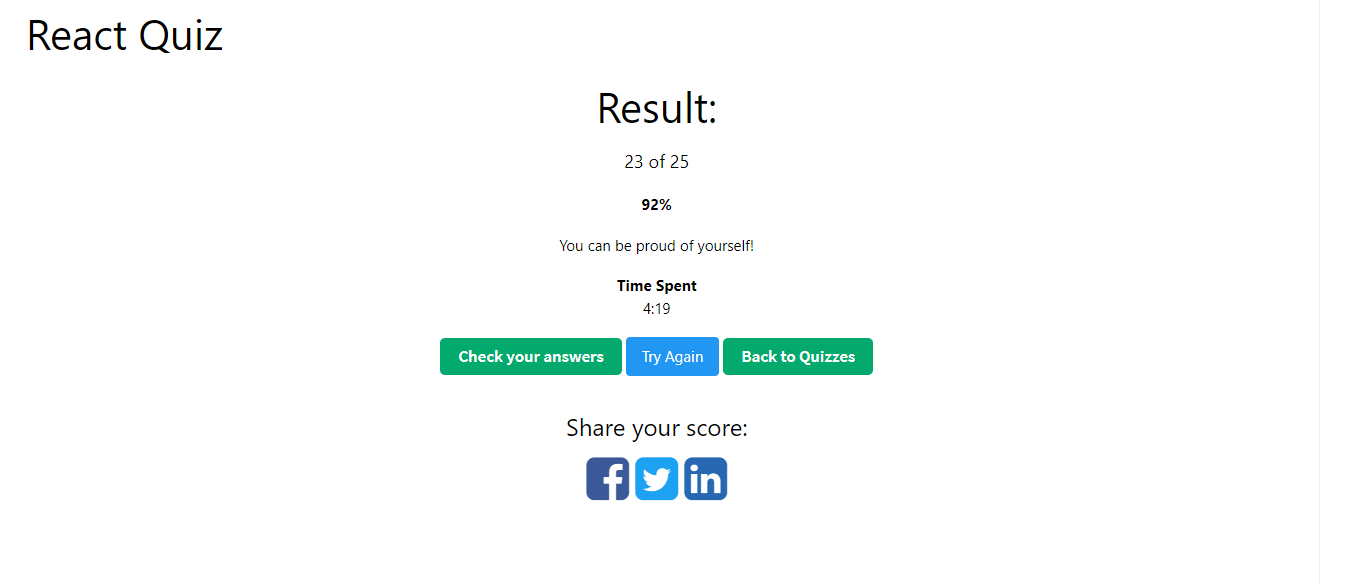 React Quiz
Result:
23 of 25
92%
You can be proud of yourself!
Time Spent
4:19
Check your answers Try Again Back to Quizzes
Share your score:
f in